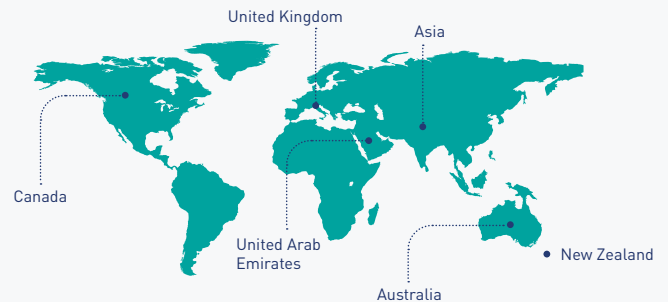 United Kingdom
Asia
Canada
United Arab
Emirates
New Zealand
Australia